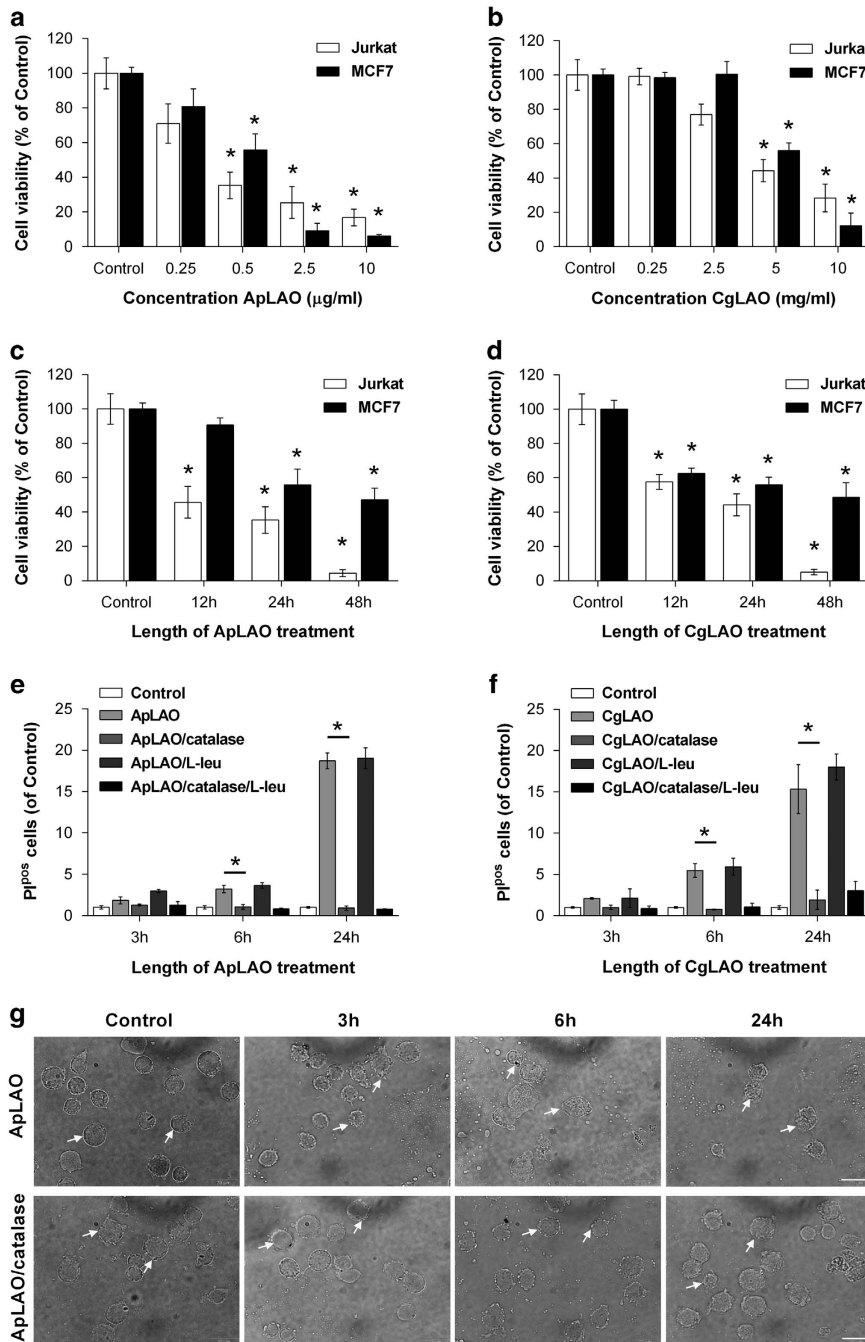 a
Jurkat
MCF7
Cell viability (% of Control)
120
100
80
60
40
20
0
* * * * * *
Control 0.25 0.5 2.5 10
Concentration ApLAO (μg/ml)
b
Jurka
MCF7
Cell viability (% of Control)
120
100
80
60
40
20
0
* * * *
Control 0.25 2.5 5 10
Concentration CgLAO (mg/ml)
c
Jurkat
MCF7
Cell viability (% of Control)
120
100
80
60
40
20
0
* * * * *
Control 12h 24h 48h
Length of ApLAO treatment
d
Jurkat
MCF7
Cell viability (% of Control)
120
100
80
60
40
20
0
* * * * * *
Control 12h 24h 48h
Length of CgLAO treatment
e
Control
ApLAO
ApLAO/catalase
ApLAO/L-leu
ApLAO/catalase/L-leu
PIpos cells (of Control)
25
20
15
10
5
0
* *
3h 6h 24h
Length of ApLAO treatment
f
Control
CgLAO
CgLAO/catalase
CgLAO/L-leu
CgLAO/catalase/L-leu
PIpos cells (of Control)
25
20
15
10
5
0
* *
3h 6h 24h
Length of CgLAO treatment
g
Control 3h 6h 24h
ApLAO
ApLAO/catalase